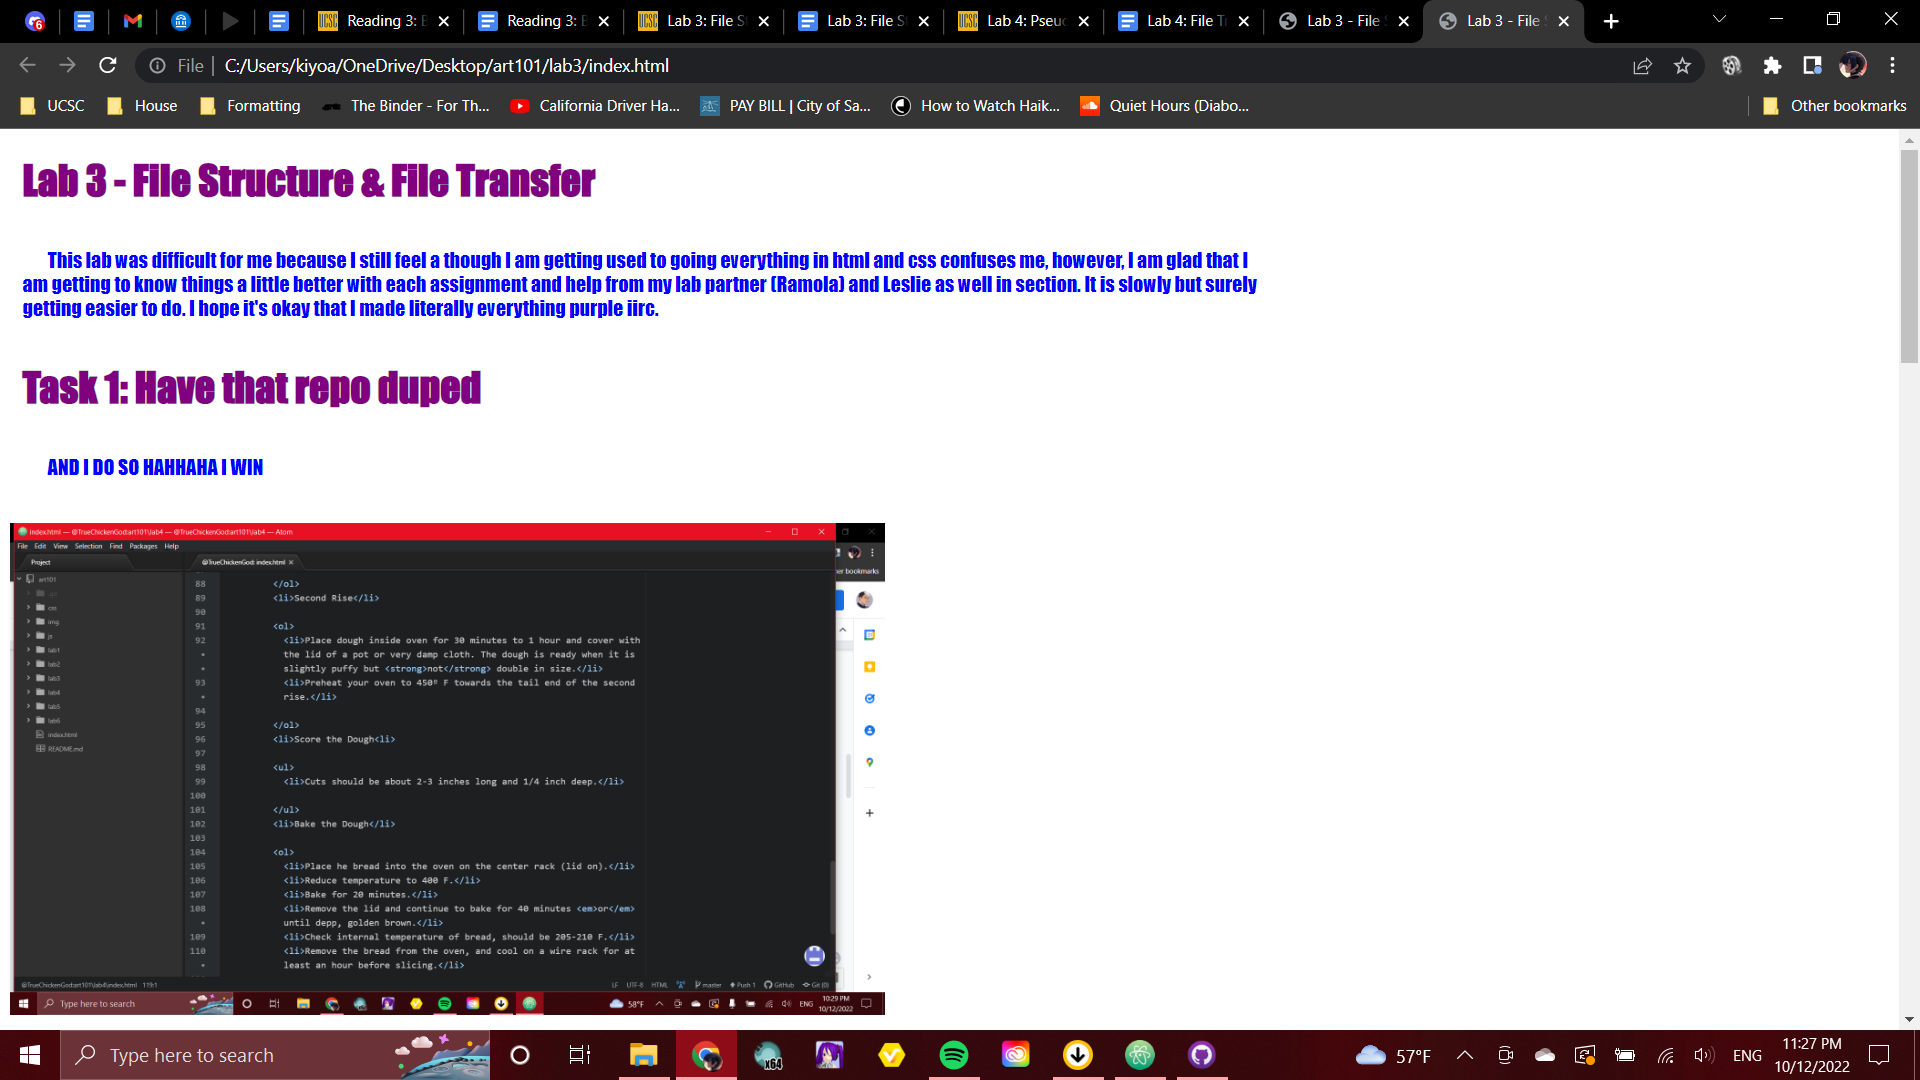 Reading 3: B
Reading 3: B
Lab 3: File S
Lab 3: File S
Lab 4: Pseud
Lab 4: File T
Lab 3 - File
Lab 3 - File
File C:/Users/kiyoa/OneDrive/Desktop/art101/lab3/index.html
UCSC House Formatting The Binder - For Th... California Driver Ha... PAY BILL | City of Sa... How to Watch Haik... Quiet Hours (Diabo... Other bookmarks
Lab 3 - File Structure & File Transfer
This lab was difficult for me because I still feel a though I am getting used to going everything in html and css confuses me, however, I am glad that I
am getting to know things a little better with each assignment and help from my lab partner (Ramola) and Leslie as well in section. It is slowly but surely
getting easier to do. I hope it's okay that I made literally everything purple iirc.
Task 1: Have that repo duped
AND I DO SO HAHHAHA I WIN
index.html — @TrueChickenGod:art101\lab4 — @TrueChickenGod:art101\lab4 — Atom
File Edit View Selection Find Packages Help
Project
@TrueChickenGod: index.html
er bookmarks
art101
.git
css
img
js
lab1
lab2
lab3
lab4
lab5
lab6
index.html
README.md
88 </ol>
89 <li>Second Rise</li>
90
91 <ol>
92 <li>Place dough inside oven for 30 minutes to 1 hour and cover with
the lid of a pot or very damp cloth. The dough is ready when it is
slightly puffy but <strong>not</strong> double in size.</li>
93 <li>Preheat your oven to 450º F towards the tail end of the second
rise.</li>
94
95 </ol>
96 <li>Score the Dough<li>
97
98 <ul>
99 <li>Cuts should be about 2-3 inches long and 1/4 inch deep.</li>
100
101 </ul>
102 <li>Bake the Dough</li>
103
104 <ol>
105 <li>Place he bread into the oven on the center rack (lid on).</li>
106 <li>Reduce temperature to 400 F.</li>
107 <li>Bake for 20 minutes.</li>
108 <li>Remove the lid and continue to bake for 40 minutes <em>or</em>
until depp, golden brown.</li>
109 <li>Check internal temperature of bread, should be 205-210 F.</li>
110 <li>Remove the bread from the oven, and cool on a wire rack for at
least an hour before slicing.</li>
@TrueChickenGod:art101\lab4\index.html 119:1 LF UTF-8 HTML master Push 1 GitHub Git (0)
Type here to search 58°F ENG 10:29 PM
10/12/2022
Type here to search x64 57°F ENG 11:27 PM
10/12/2022